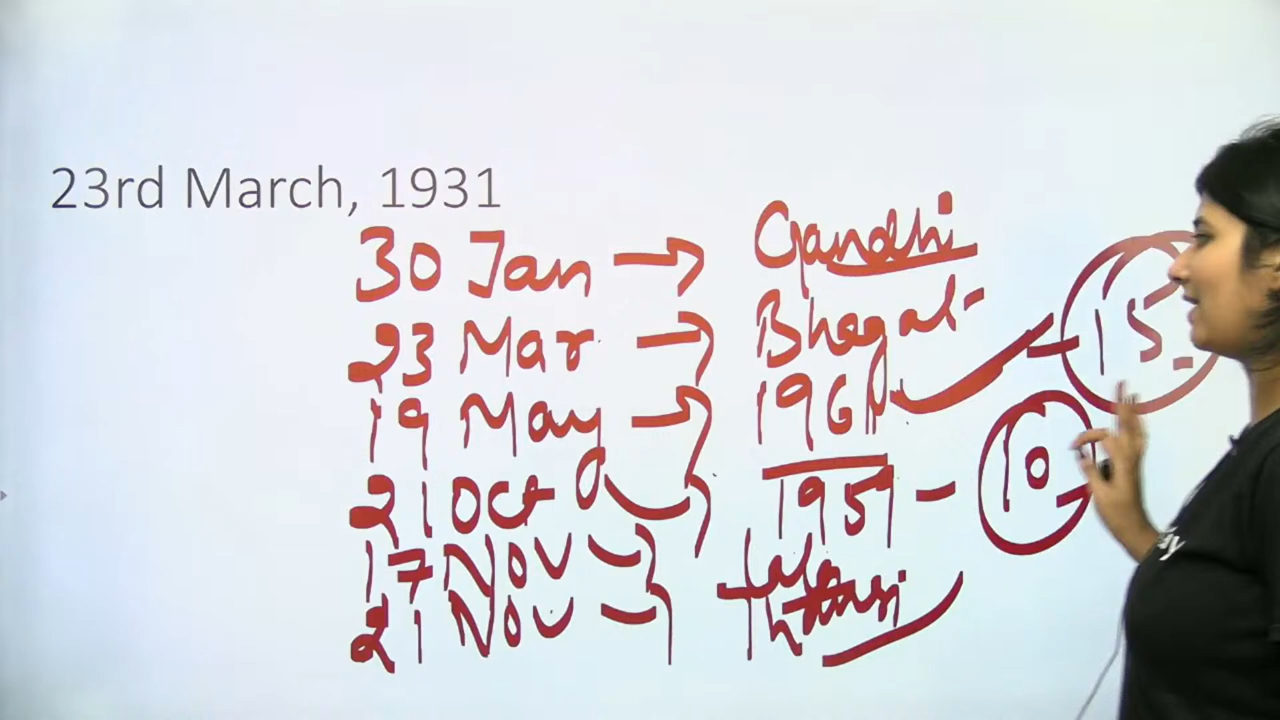 23rd March, 1931
30 Jan → Gandhi
23 Mar → Bhagat
19 May → 1961 - 15
21 Oct → 1959 - 10
17 Nov → Lala
21 Nov →